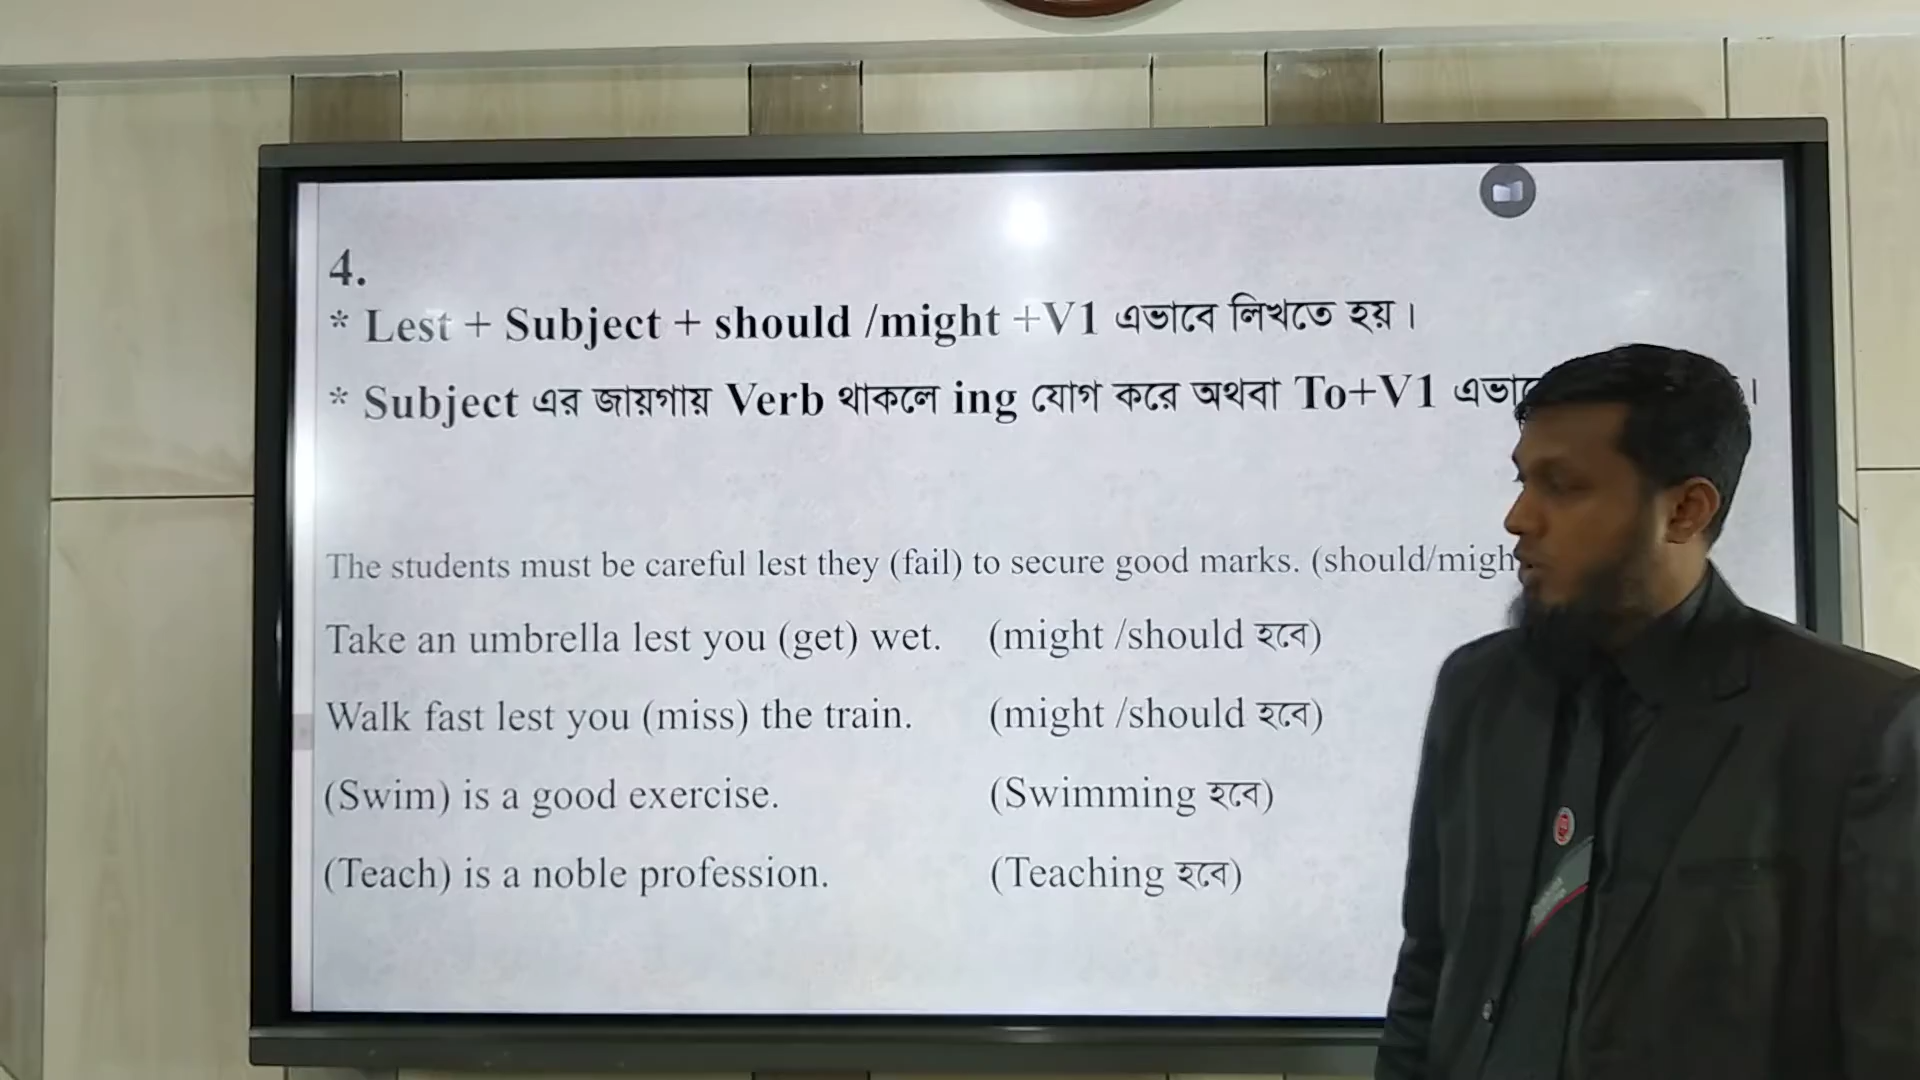 4.
* Lest + Subject + should /might +V1 এভাবে লিখতে হয়।
* Subject এর জায়গায় Verb থাকলে ing যোগ করে অথবা To+V1
The students must be careful lest they (fail) to secure good marks.
Take an umbrella lest you (get) wet. (might /should হবে)
Walk fast lest you (miss) the train. (might /should হবে)
(Swim) is a good exercise. (Swimming হবে)
(Teach) is a noble profession. (Teaching হবে)